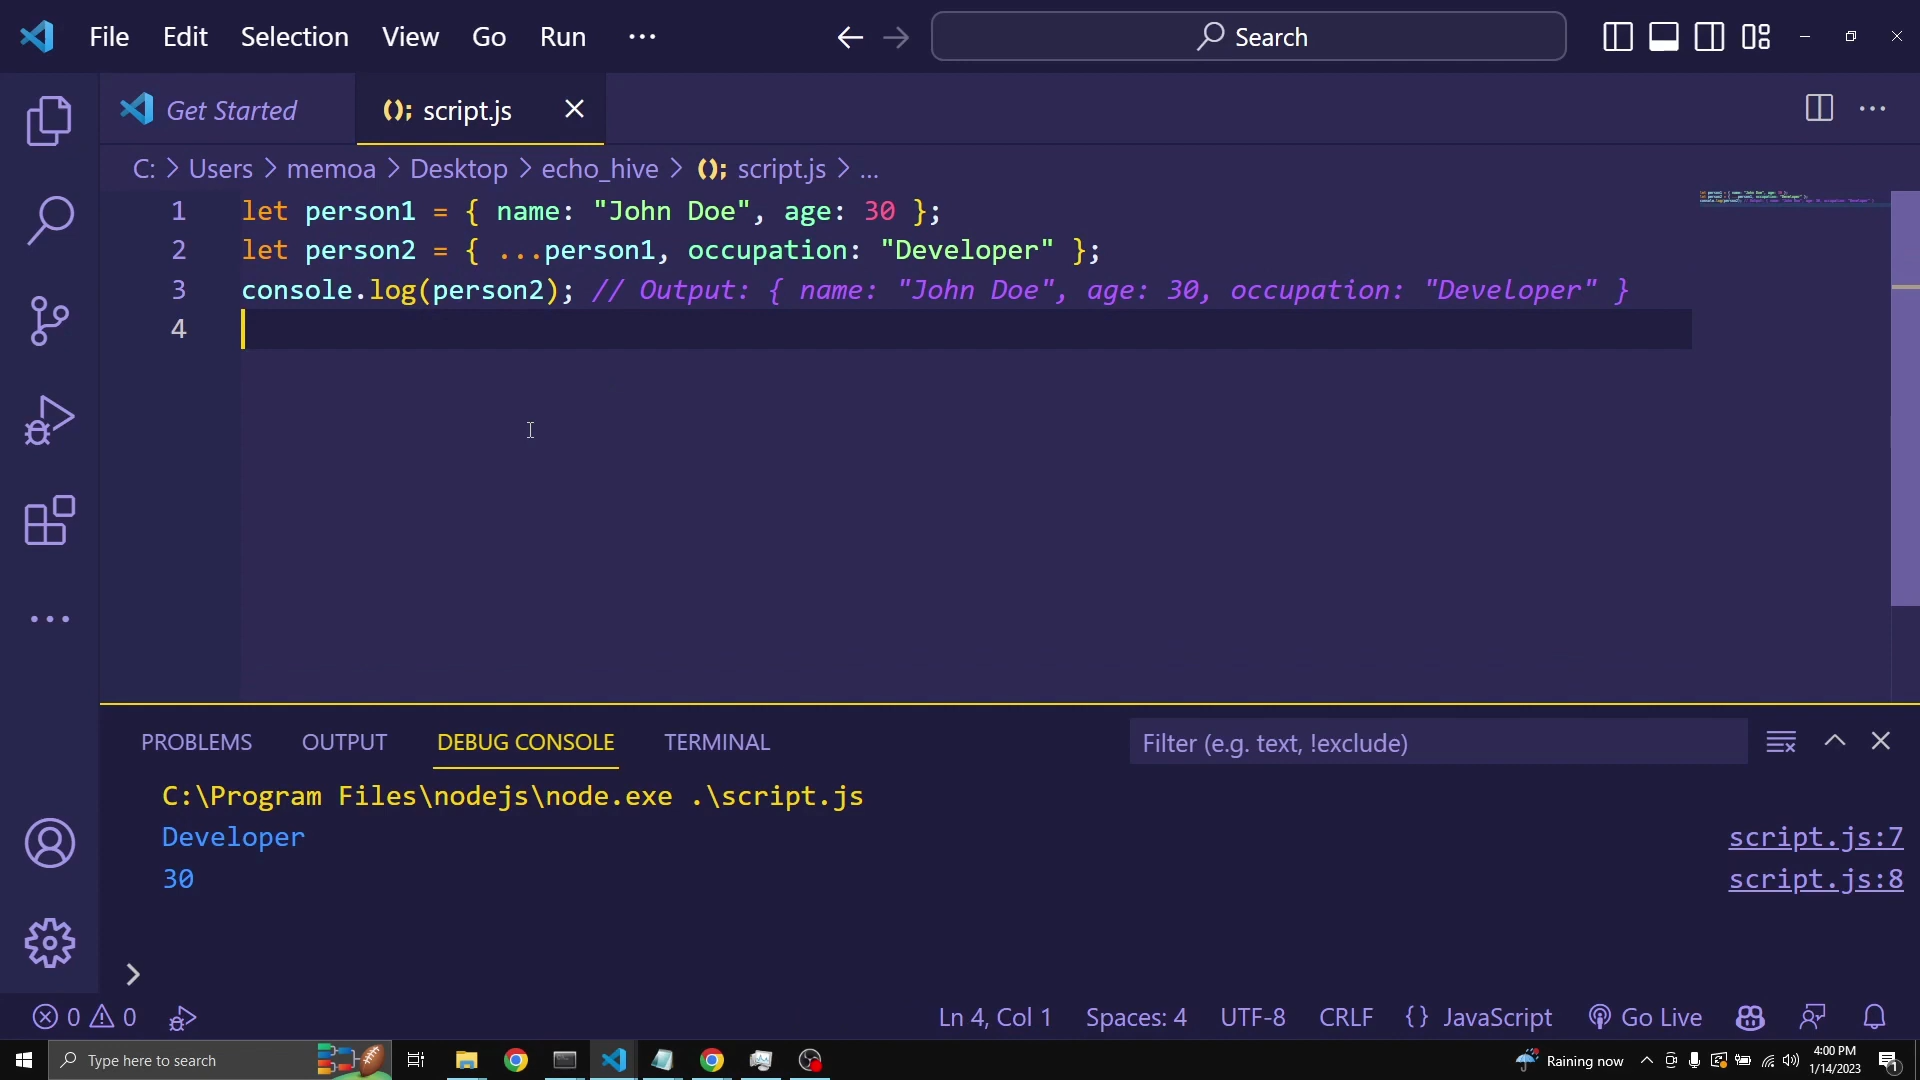 File Edit Selection View Go Run ··· Search
Get Started script.js
C: > Users > memoa > Desktop > echo_hive > script.js > ...
1 let person1 = { name: "John Doe", age: 30 };
2 let person2 = { ...person1, occupation: "Developer" };
3 console.log(person2); // Output: { name: "John Doe", age: 30, occupation: "Developer" }
4
PROBLEMS OUTPUT DEBUG CONSOLE TERMINAL Filter (e.g. text, !exclude)
C:\Program Files\nodejs\node.exe .\script.js
Developer script.js:7
30 script.js:8
0 0 Ln 4, Col 1 Spaces: 4 UTF-8 CRLF {} JavaScript Go Live
Type here to search Raining now 4:00 PM
1/14/2023 1